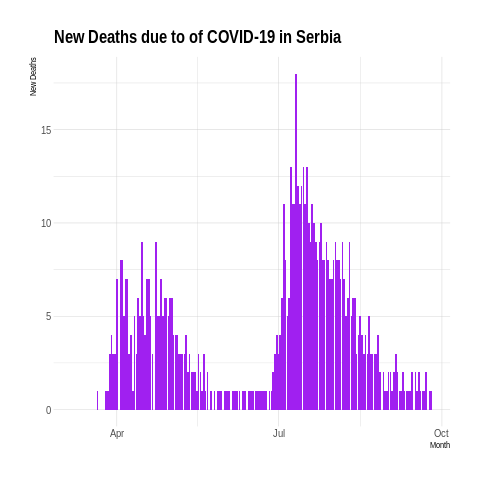 New Deaths due to of COVID-19 in Serbia
New Deaths
15
10
5
0
Apr
Jul
Oct
Month